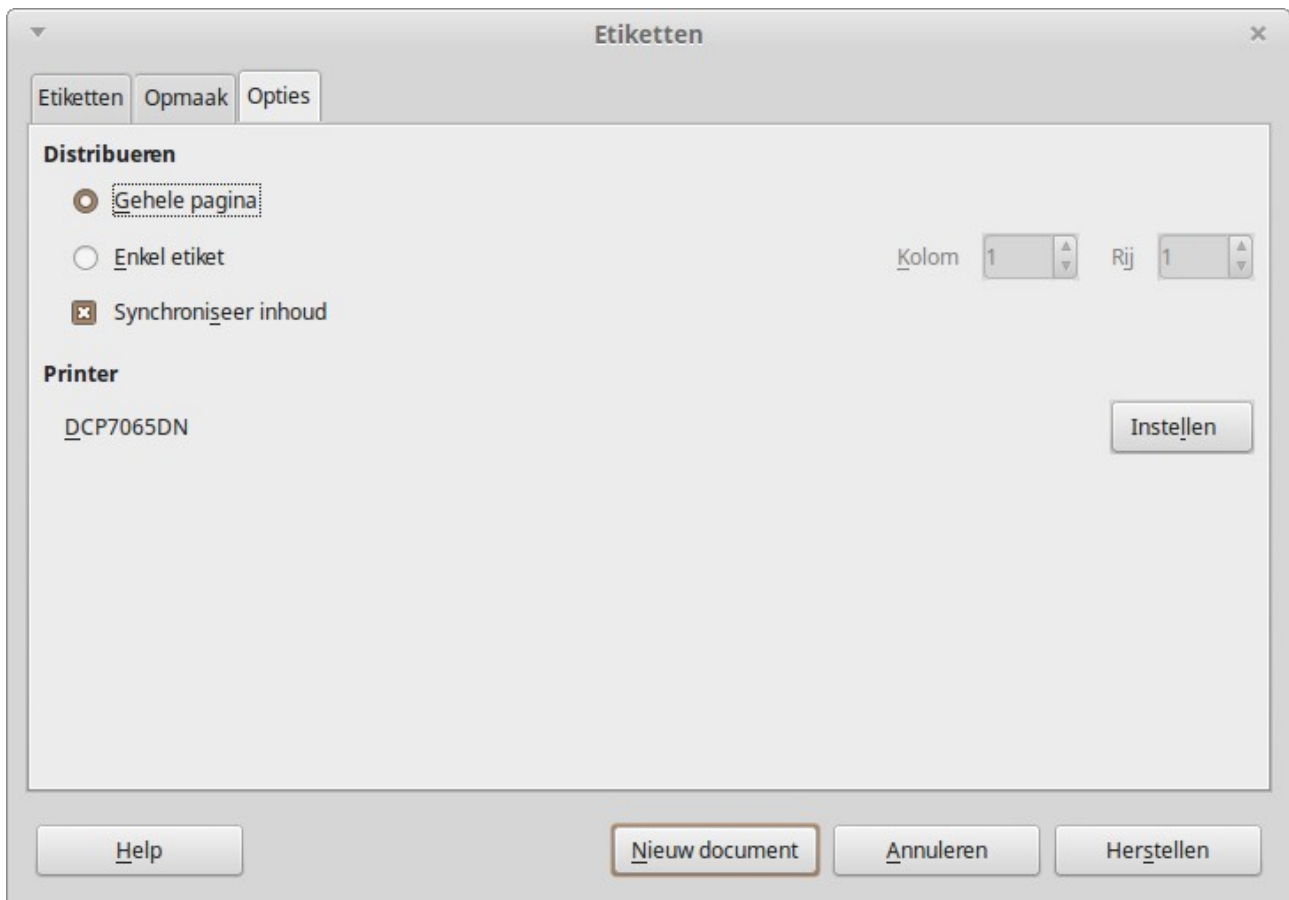 Etiketten
Etiketten Opmaak Opties
Distribueren
Gehele pagina
Enkel etiket Kolom 1 Rij 1
Synchroniseer inhoud
Printer
DCP7065DN Instellen
Help Nieuw document Annuleren Herstellen